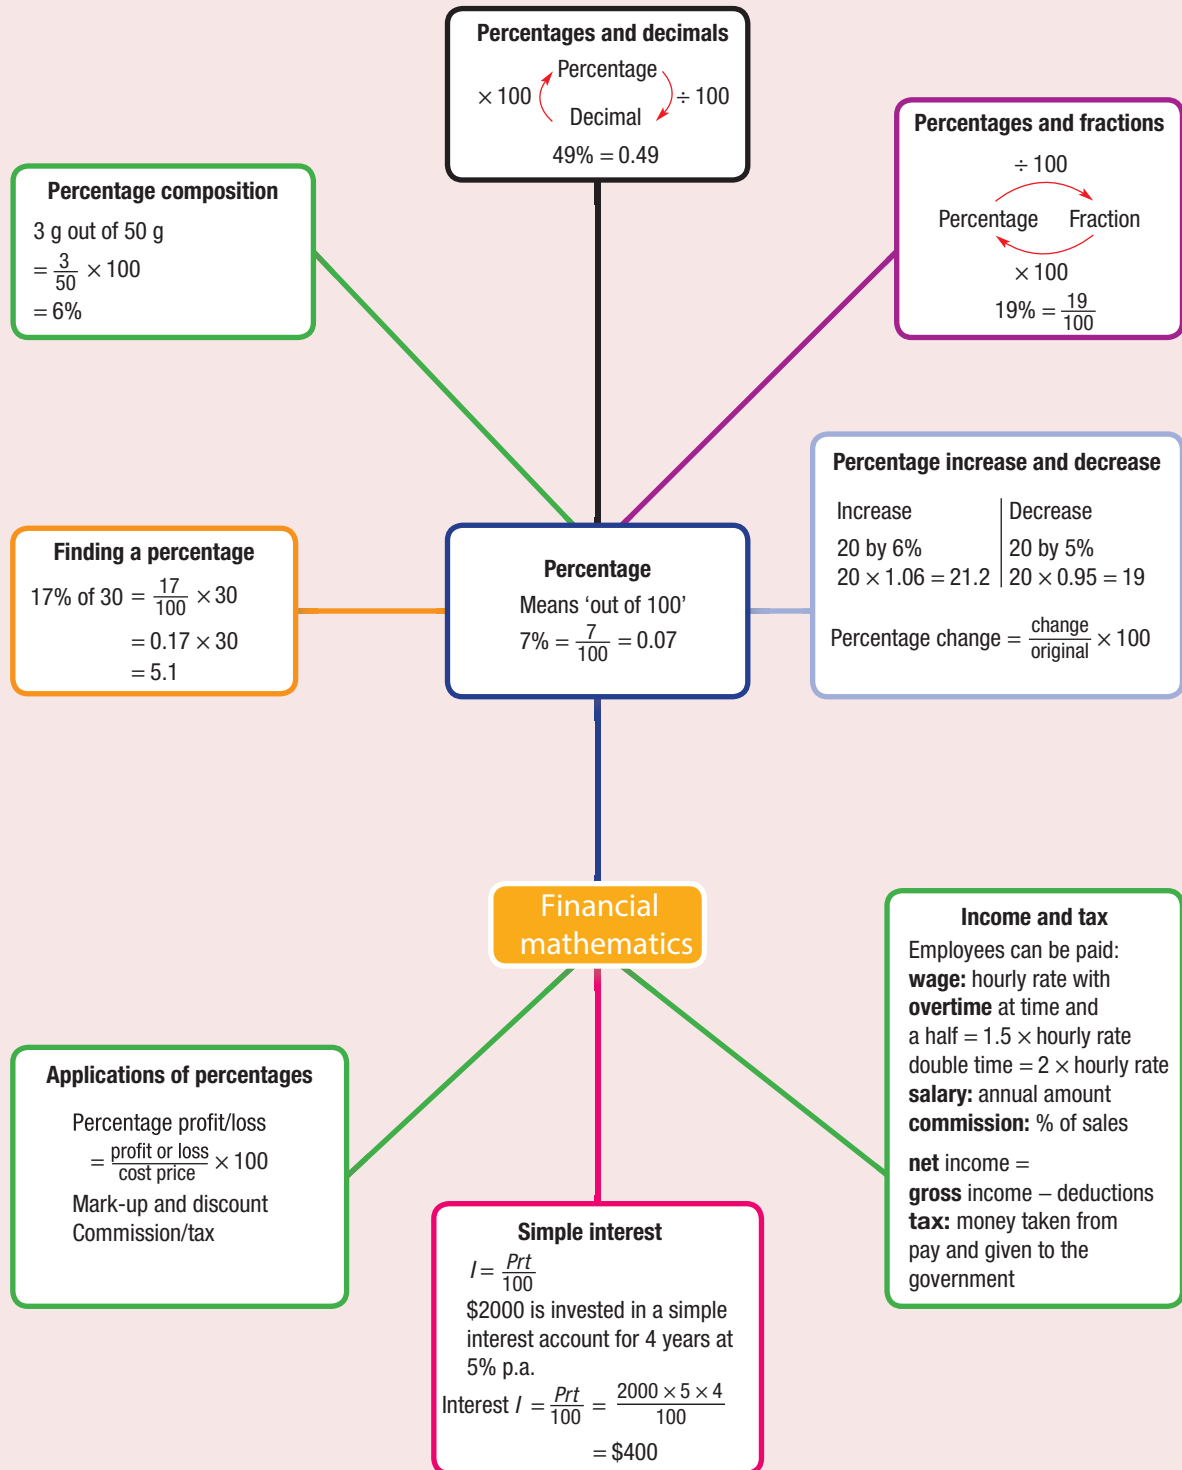 Percentages and decimals
Percentage
× 100
÷ 100
Decimal
49% = 0.49
Percentages and fractions
÷ 100
Percentage Fraction
× 100
19% = 19/100
Percentage composition
3 g out of 50 g
= 3/50 × 100
= 6%
Percentage increase and decrease
Increase
20 by 6%
20 × 1.06 = 21.2
Decrease
20 by 5%
20 × 0.95 = 19
Percentage change = change/original × 100
Finding a percentage
17% of 30 = 17/100 × 30
= 0.17 × 30
= 5.1
Percentage
Means ‘out of 100’
7% = 7/100 = 0.07
Financial
mathematics
Income and tax
Employees can be paid:
wage: hourly rate with
overtime at time and
a half = 1.5 × hourly rate
double time = 2 × hourly rate
salary: annual amount
commission: % of sales
net income =
gross income – deductions
tax: money taken from
pay and given to the
government
Applications of percentages
Percentage profit/loss
= profit or loss/cost price × 100
Mark-up and discount
Commission/tax
Simple interest
I = Prt/100
$2000 is invested in a simple
interest account for 4 years at
5% p.a.
Interest I = Prt/100 = 2000 × 5 × 4/100
= $400